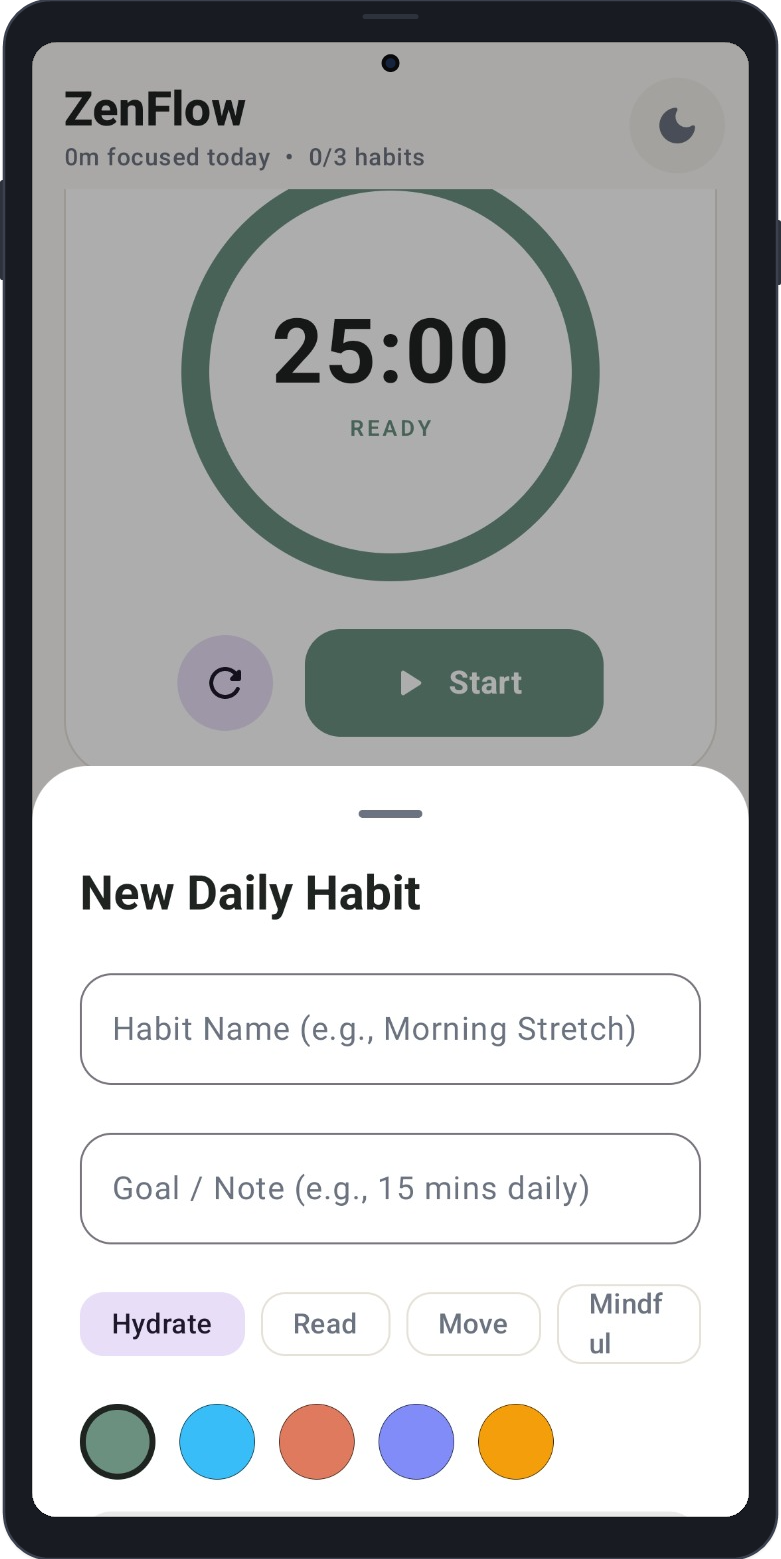 ZenFlow
0m focused today • 0/3 habits
25:00
READY
Start
New Daily Habit
Habit Name (e.g., Morning Stretch)
Goal / Note (e.g., 15 mins daily)
Hydrate Read Move Mindf
ul